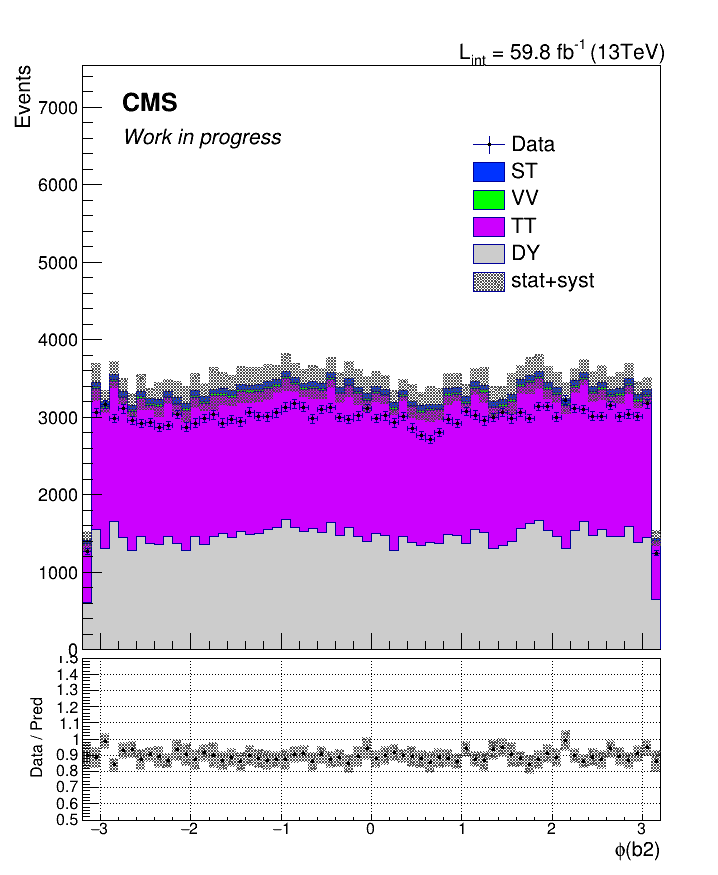 L_int = 59.8 fb^-1 (13TeV)
Events
CMS
Work in progress
Data
ST
VV
TT
DY
stat+syst
7000
6000
5000
4000
3000
2000
1000
0
1.5
1.4
1.3
1.2
1.1
1
0.9
0.8
0.7
0.6
0.5
Data / Pred
−3 −2 −1 0 1 2 3
ϕ(b2)